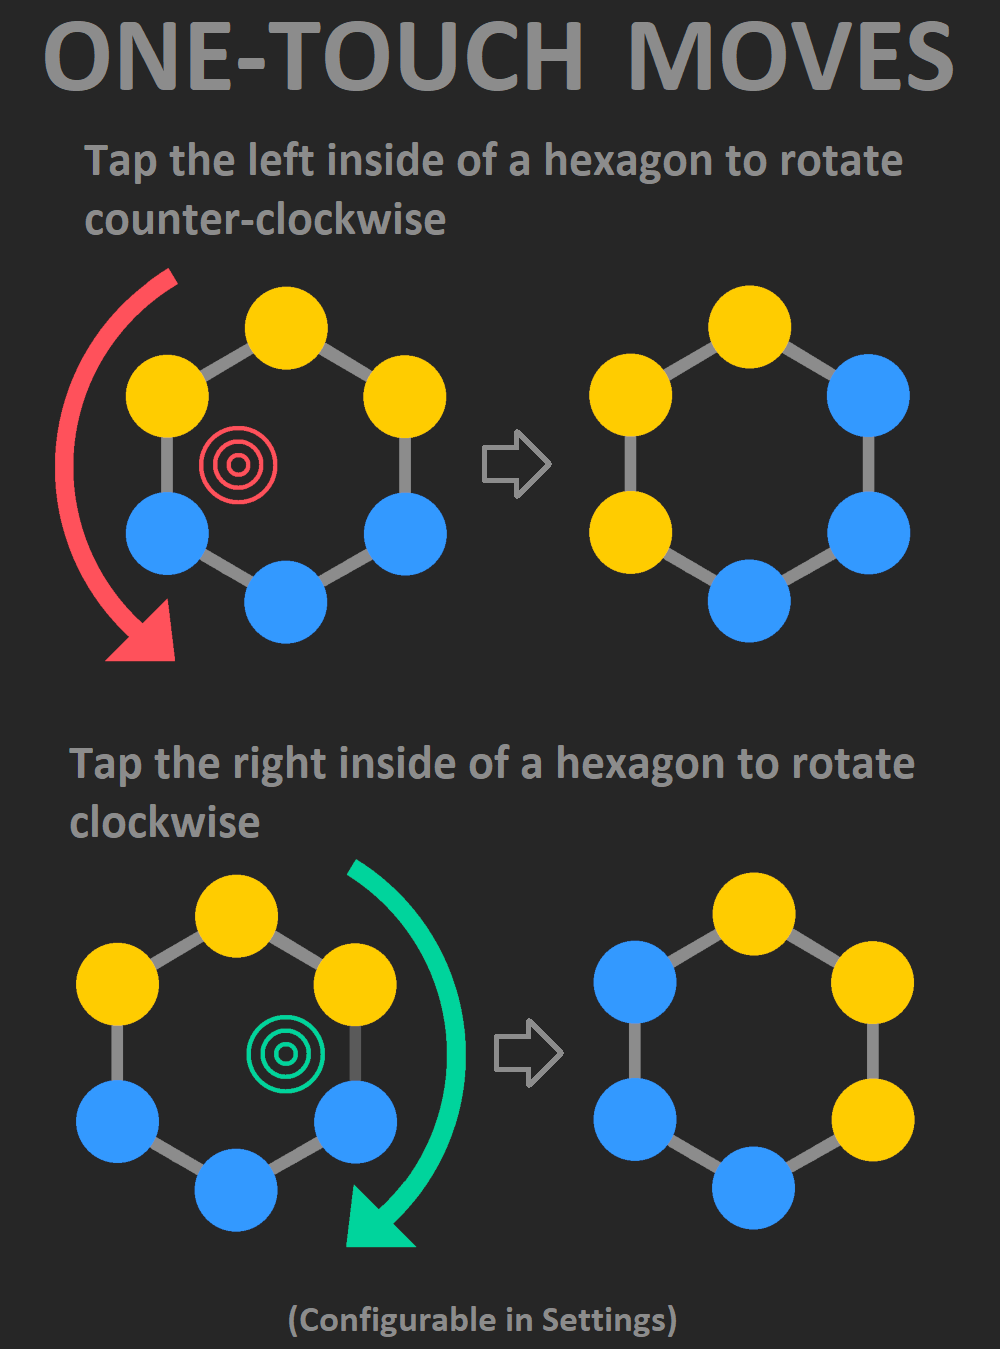 ONE-TOUCH MOVES
Tap the left inside of a hexagon to rotate
counter-clockwise
Tap the right inside of a hexagon to rotate
clockwise
(Configurable in Settings)